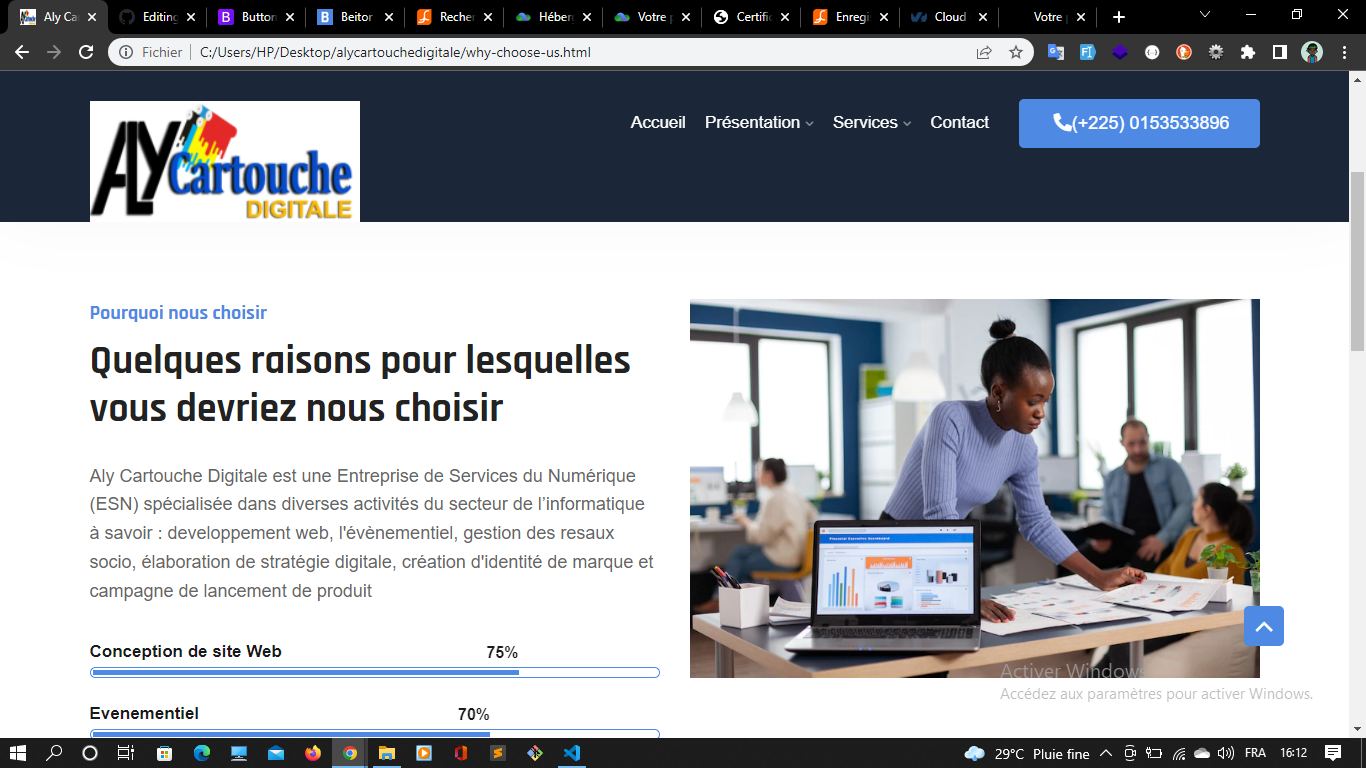 Aly Ca
Editing
Button
Beitor
Reche
Héber
Votre p
Certific
Enregis
Cloud
Votre p
Fichier
C:/Users/HP/Desktop/alycartouchedigitale/why-choose-us.html
ALY Cartouche
DIGITALE
Accueil
Présentation
Services
Contact
(+225) 0153533896
Pourquoi nous choisir
Quelques raisons pour lesquelles
vous devriez nous choisir
Aly Cartouche Digitale est une Entreprise de Services du Numérique
(ESN) spécialisée dans diverses activités du secteur de l’informatique
à savoir : developpement web, l'évènementiel, gestion des resaux
socio, élaboration de stratégie digitale, création d'identité de marque et
campagne de lancement de produit
Conception de site Web 75%
Evenementiel 70%
Activer Windows
Accédez aux paramètres pour activer Windows.
29°C Pluie fine
FRA
16:12